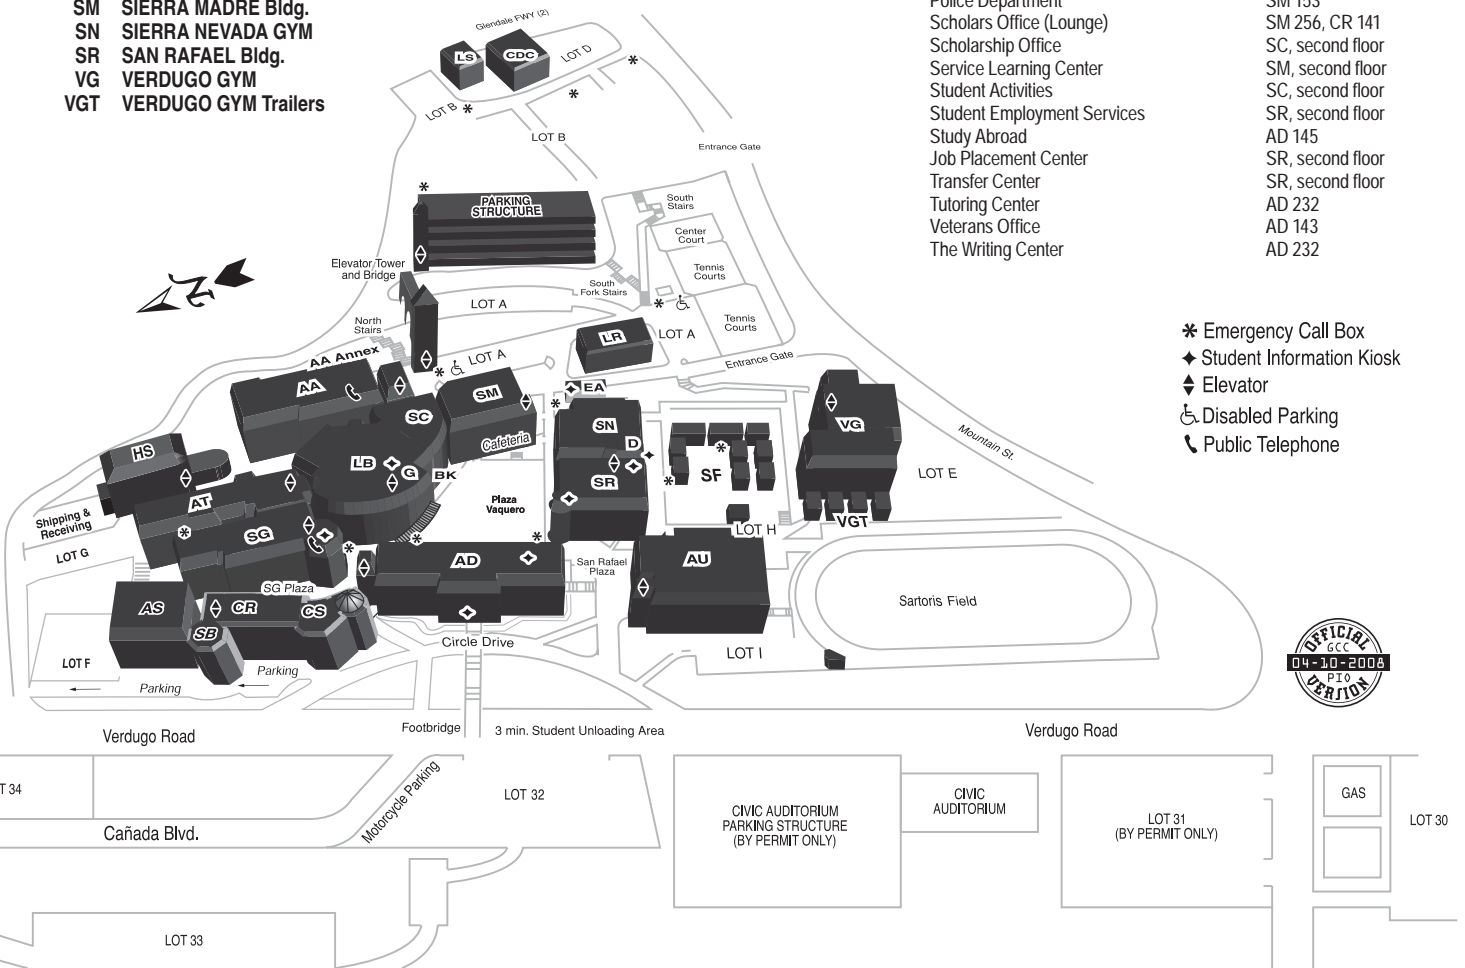 SM SIERRA MADRE Bldg.
SN SIERRA NEVADA GYM
SR SAN RAFAEL Bldg.
VG VERDUGO GYM
VGT VERDUGO GYM Trailers
Police Department SM 153
Scholars Office (Lounge) SM 256, CR 141
Scholarship Office SC, second floor
Service Learning Center SM, second floor
Student Activities SC, second floor
Student Employment Services SR, second floor
Study Abroad AD 145
Job Placement Center SR, second floor
Transfer Center SR, second floor
Tutoring Center AD 232
Veterans Office AD 143
The Writing Center AD 232
Emergency Call Box
Student Information Kiosk
Elevator
Disabled Parking
Public Telephone
Glendale FWY (2)
LS
CDC
LOT D
LOT B
LOT B
Entrance Gate
PARKING
STRUCTURE
South
Stairs
Center
Court
Tennis
Courts
Elevator Tower
and Bridge
South
Fork Stairs
LOT A
Tennis
Courts
North
Stairs
LR
LOT A
N
AA Annex
LOT A
Entrance Gate
AA
SM
EA
SC
SN
VG
Mountain St.
Cafeteria
D
HS
LB
G
BK
SF
LOT E
SR
AT
Plaza
Vaquero
VGT
Shipping &
Receiving
SG
LOT H
LOT G
AD
San Rafael
Plaza
AU
SG Plaza
AS
CR
CS
Sartoris Field
SB
Circle Drive
LOT I
LOT F
Parking
Parking
OFFICIAL
GCC
04-10-2008
PIO
VERSION
Verdugo Road
Footbridge
3 min. Student Unloading Area
Verdugo Road
T 34
Motorcycle Parking
LOT 32
CIVIC AUDITORIUM
PARKING STRUCTURE
(BY PERMIT ONLY)
CIVIC
AUDITORIUM
LOT 31
(BY PERMIT ONLY)
GAS
LOT 30
Cañada Blvd.
LOT 33